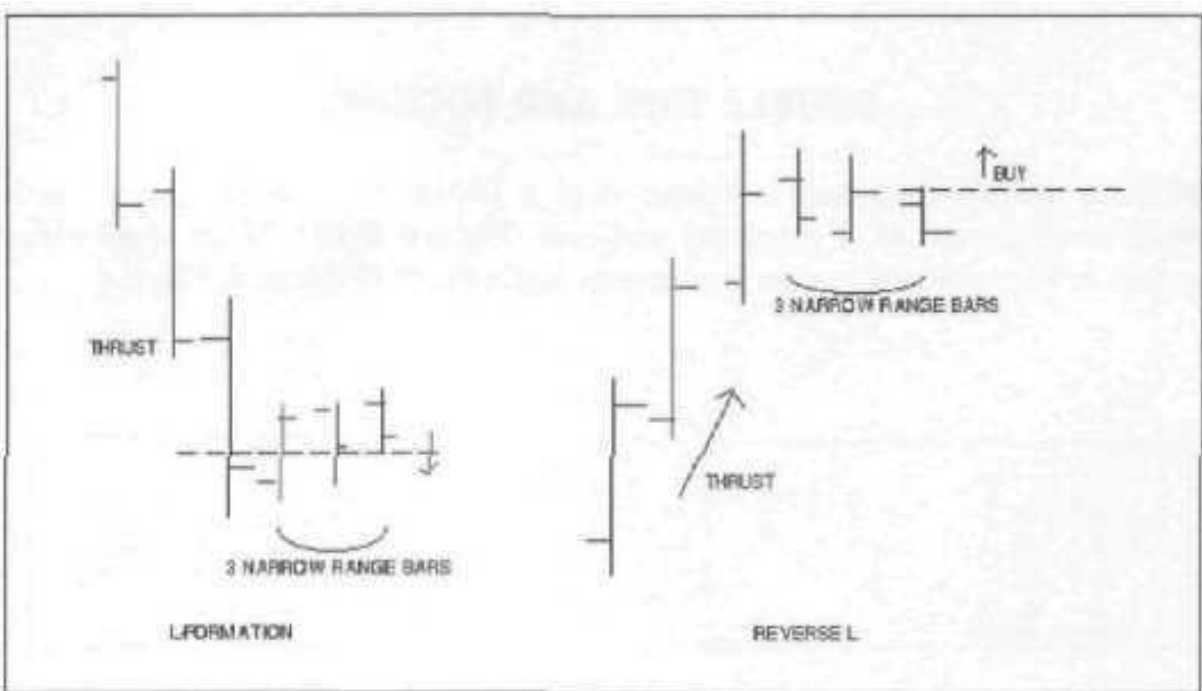 BUY
3 NARROW RANGE BARS
THRUST
THRUST
3 NARROW RANGE BARS
L-FORMATION
REVERSE L